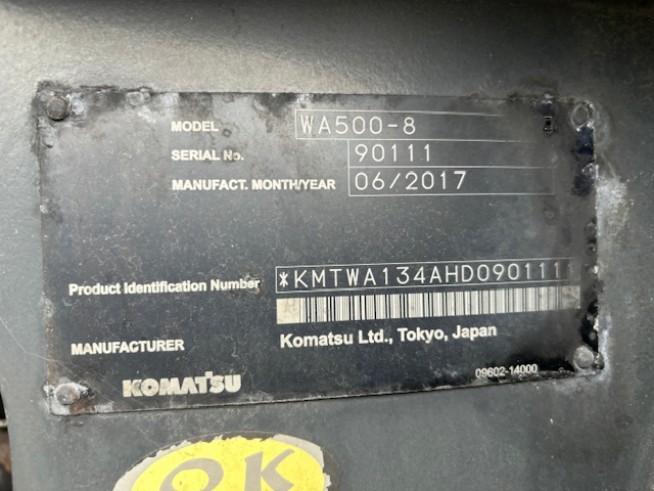 MODEL WA500-8
SERIAL No. 90111
MANUFACT. MONTH/YEAR 06/2017
Product Identification Number *KMTWA134AHD090111
MANUFACTURER Komatsu Ltd., Tokyo, Japan
KOMATSU 09602-14000
OK